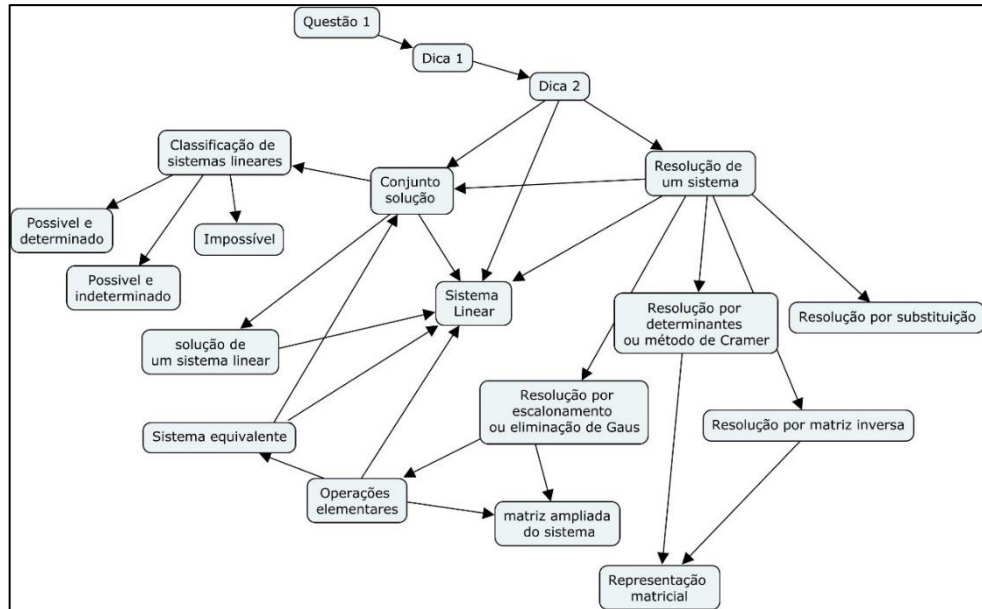 Questão 1
Dica 1
Dica 2
Classificação de
sistemas lineares
Conjunto
solução
Resolução de
um sistema
Possivel e
determinado
Impossível
Possivel e
indeterminado
Sistema
Linear
Resolução por
determinantes
ou método de Cramer
Resolução por substituição
solução de
um sistema linear
Resolução por
escalonamento
ou eliminação de Gaus
Resolução por matriz inversa
Sistema equivalente
Operações
elementares
matriz ampliada
do sistema
Representação
matricial